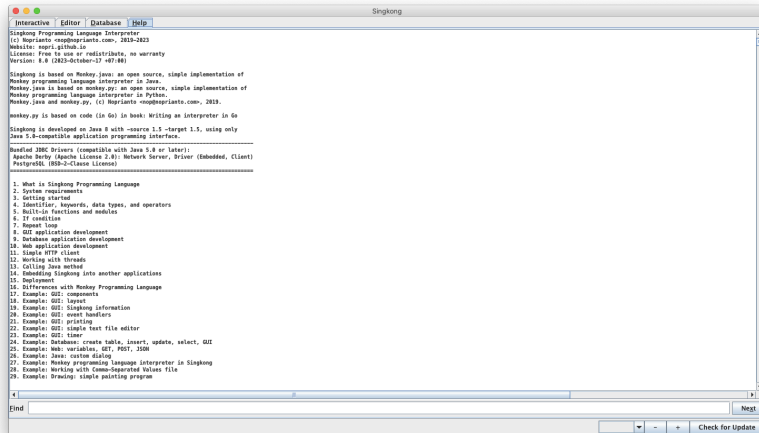 Singkong
Interactive Editor Database Help
Singkong Programming Language Interpreter
(c) Noprianto <nop@noprianto.com>, 2019-2023
Website: nopri.github.io
License: Free to use or redistribute, no warranty
Version: 8.0 (2023-October-17 +07:00)
Singkong is based on Monkey.java: an open source, simple implementation of
Monkey programming language interpreter in Java.
Monkey.java is based on monkey.py: an open source, simple implementation of
Monkey programming language interpreter in Python.
Monkey.java and monkey.py, (c) Noprianto <nop@noprianto.com>, 2019.
monkey.py is based on code (in Go) in book: Writing an interpreter in Go
Singkong is developed on Java 8 with -source 1.5 -target 1.5, using only
Java 5.0-compatible application programming interface.
Bundled JDBC Drivers (compatible with Java 5.0 or later):
Apache Derby (Apache License 2.0): Network Server, Driver (Embedded, Client)
PostgreSQL (BSD-2-Clause License)
1. What is Singkong Programming Language
2. System requirements
3. Getting started
4. Identifier, keywords, data types, and operators
5. Built-in functions and modules
6. If condition
7. Repeat loop
8. GUI application development
9. Database application development
10. Web application development
11. Simple HTTP client
12. Working with threads
13. Calling Java method
14. Embedding Singkong into another applications
15. Deployment
16. Differences with Monkey Programming Language
17. Example: GUI: components
18. Example: GUI: layout
19. Example: GUI: Singkong information
20. Example: GUI: event handlers
21. Example: GUI: printing
22. Example: GUI: simple text file editor
23. Example: GUI: timer
24. Example: Database: create table, insert, update, select, GUI
25. Example: Web: variables, GET, POST, JSON
26. Example: Java: custom dialog
27. Example: Monkey programming language interpreter in Singkong
28. Example: Working with Comma-Separated Values file
29. Example: Drawing: simple painting program
Find Next
- + Check for Update